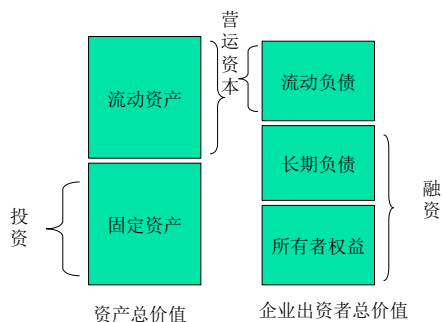 营运资本
流动资产
流动负债
长期负债
投资
固定资产
融资
所有者权益
资产总价值
企业出资者总价值